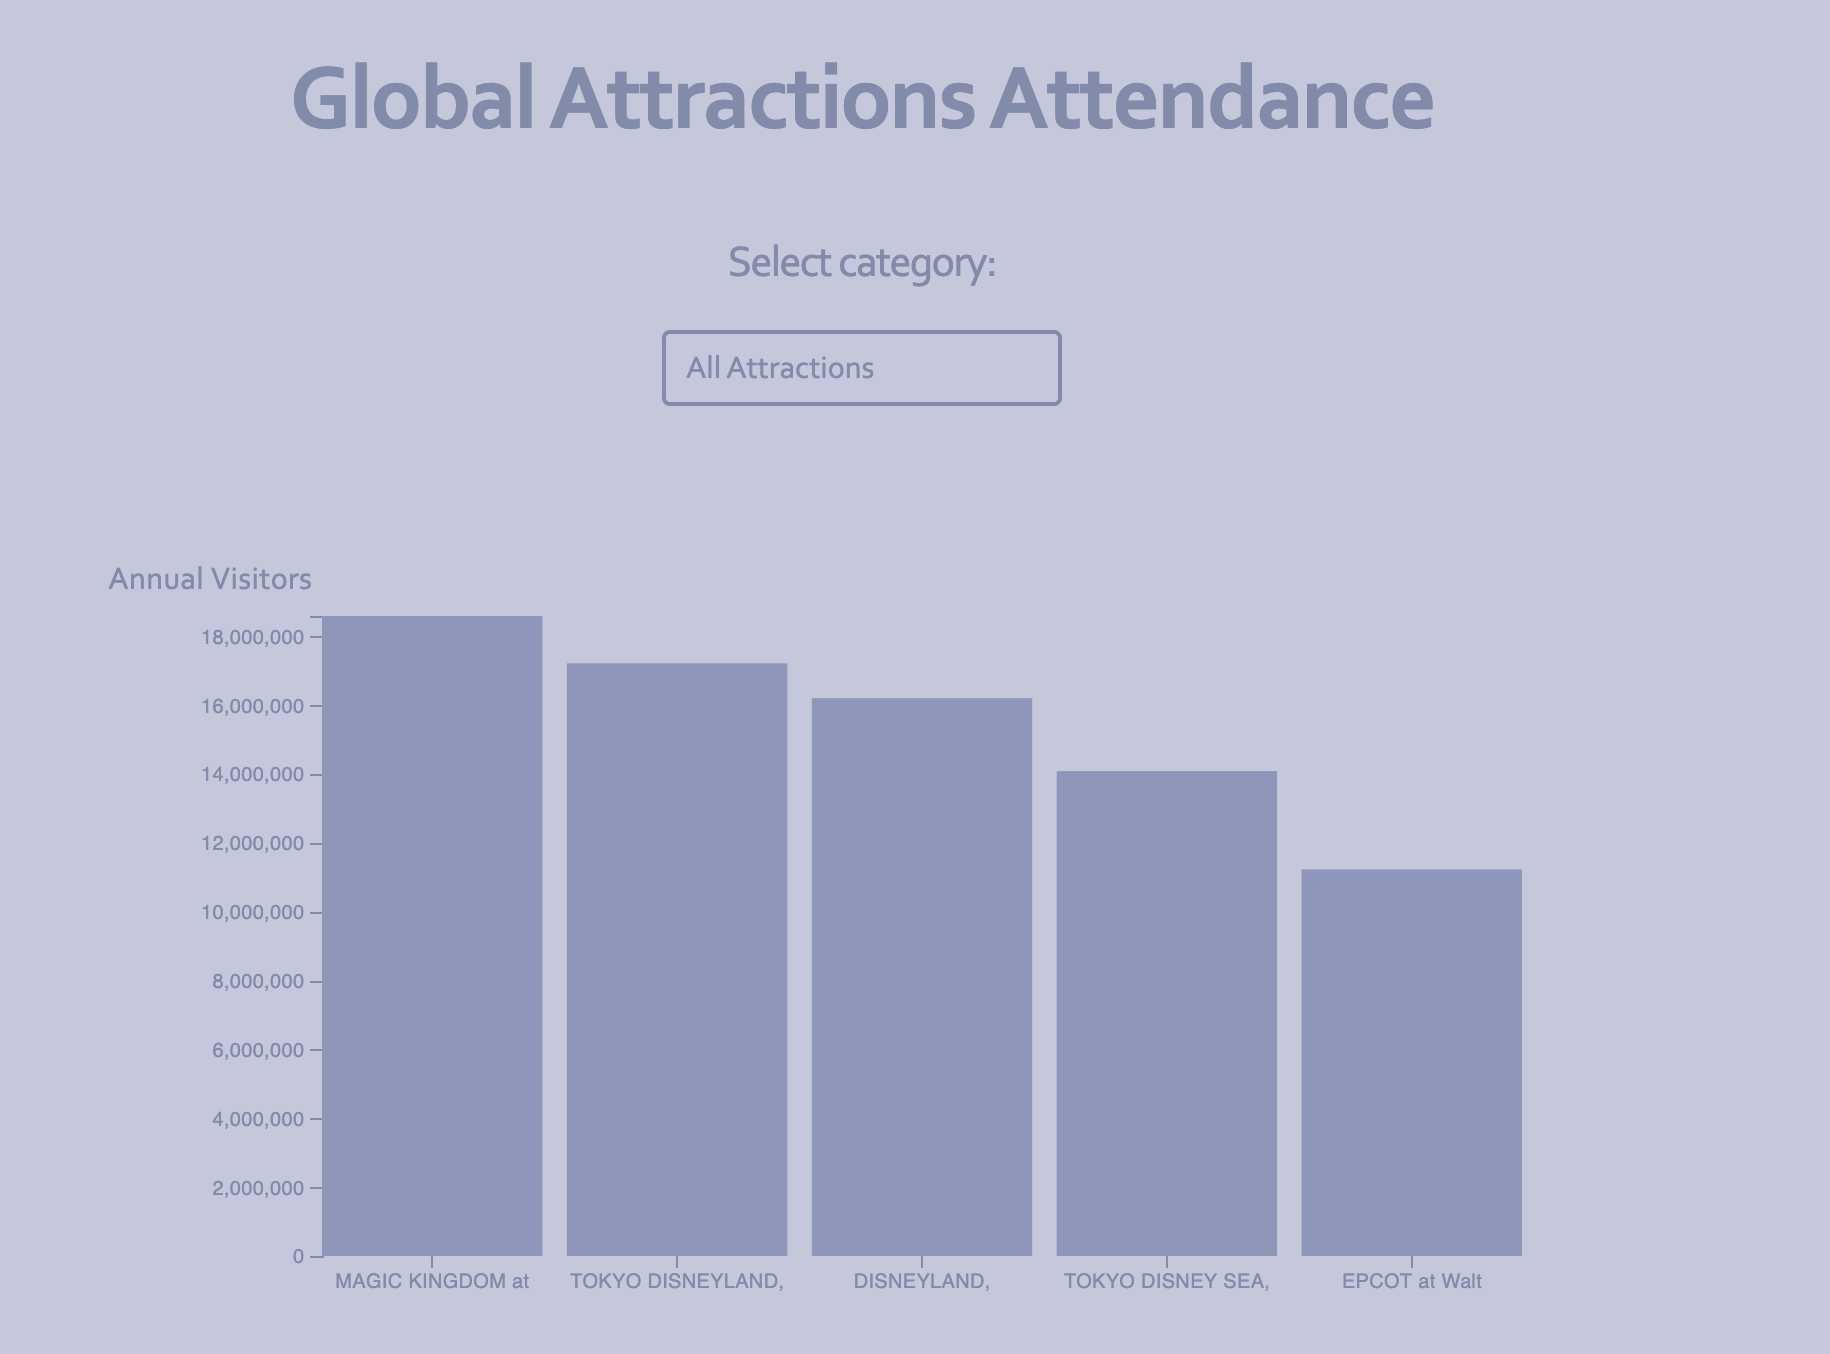 Global Attractions Attendance
Select category:
All Attractions
Annual Visitors
18,000,000
16,000,000
14,000,000
12,000,000
10,000,000
8,000,000
6,000,000
4,000,000
2,000,000
0
MAGIC KINGDOM at
TOKYO DISNEYLAND,
DISNEYLAND,
TOKYO DISNEY SEA,
EPCOT at Walt